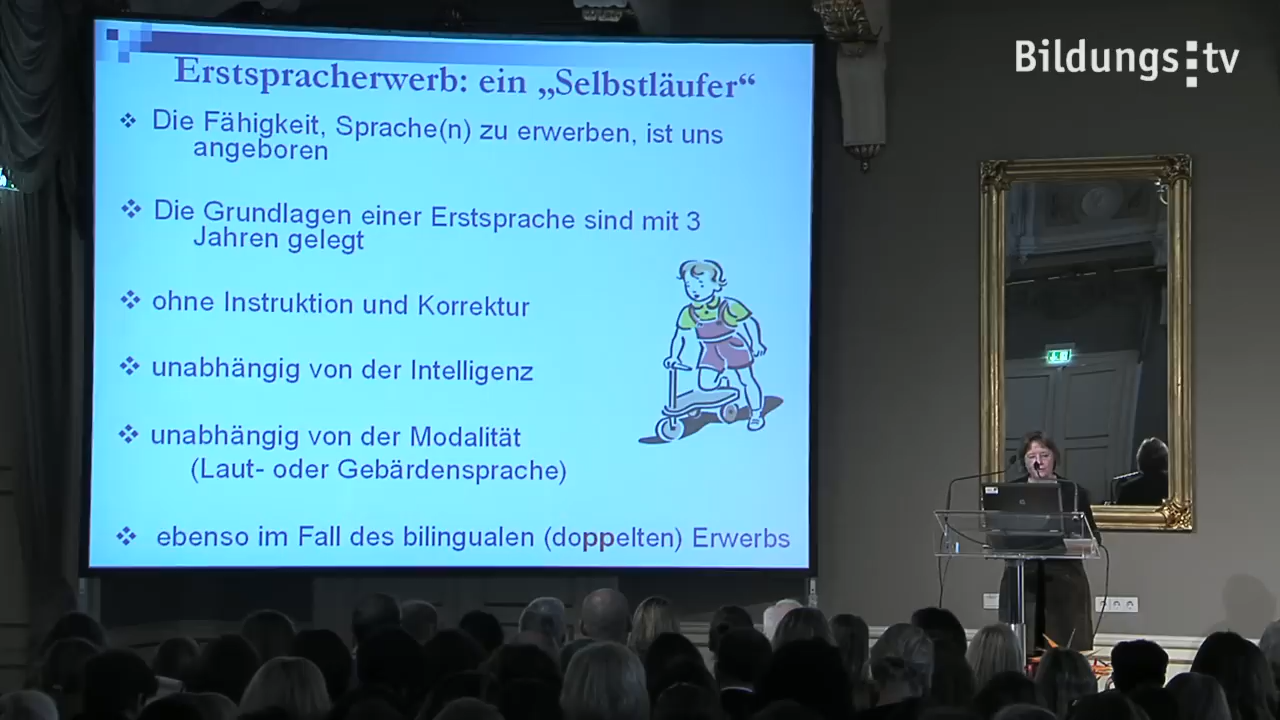 Bildungs:tv
Erstspracherwerb: ein „Selbstläufer“
Die Fähigkeit, Sprache(n) zu erwerben, ist uns
angeboren
Die Grundlagen einer Erstsprache sind mit 3
Jahren gelegt
ohne Instruktion und Korrektur
unabhängig von der Intelligenz
unabhängig von der Modalität
(Laut- oder Gebärdensprache)
ebenso im Fall des bilingualen (doppelten) Erwerbs